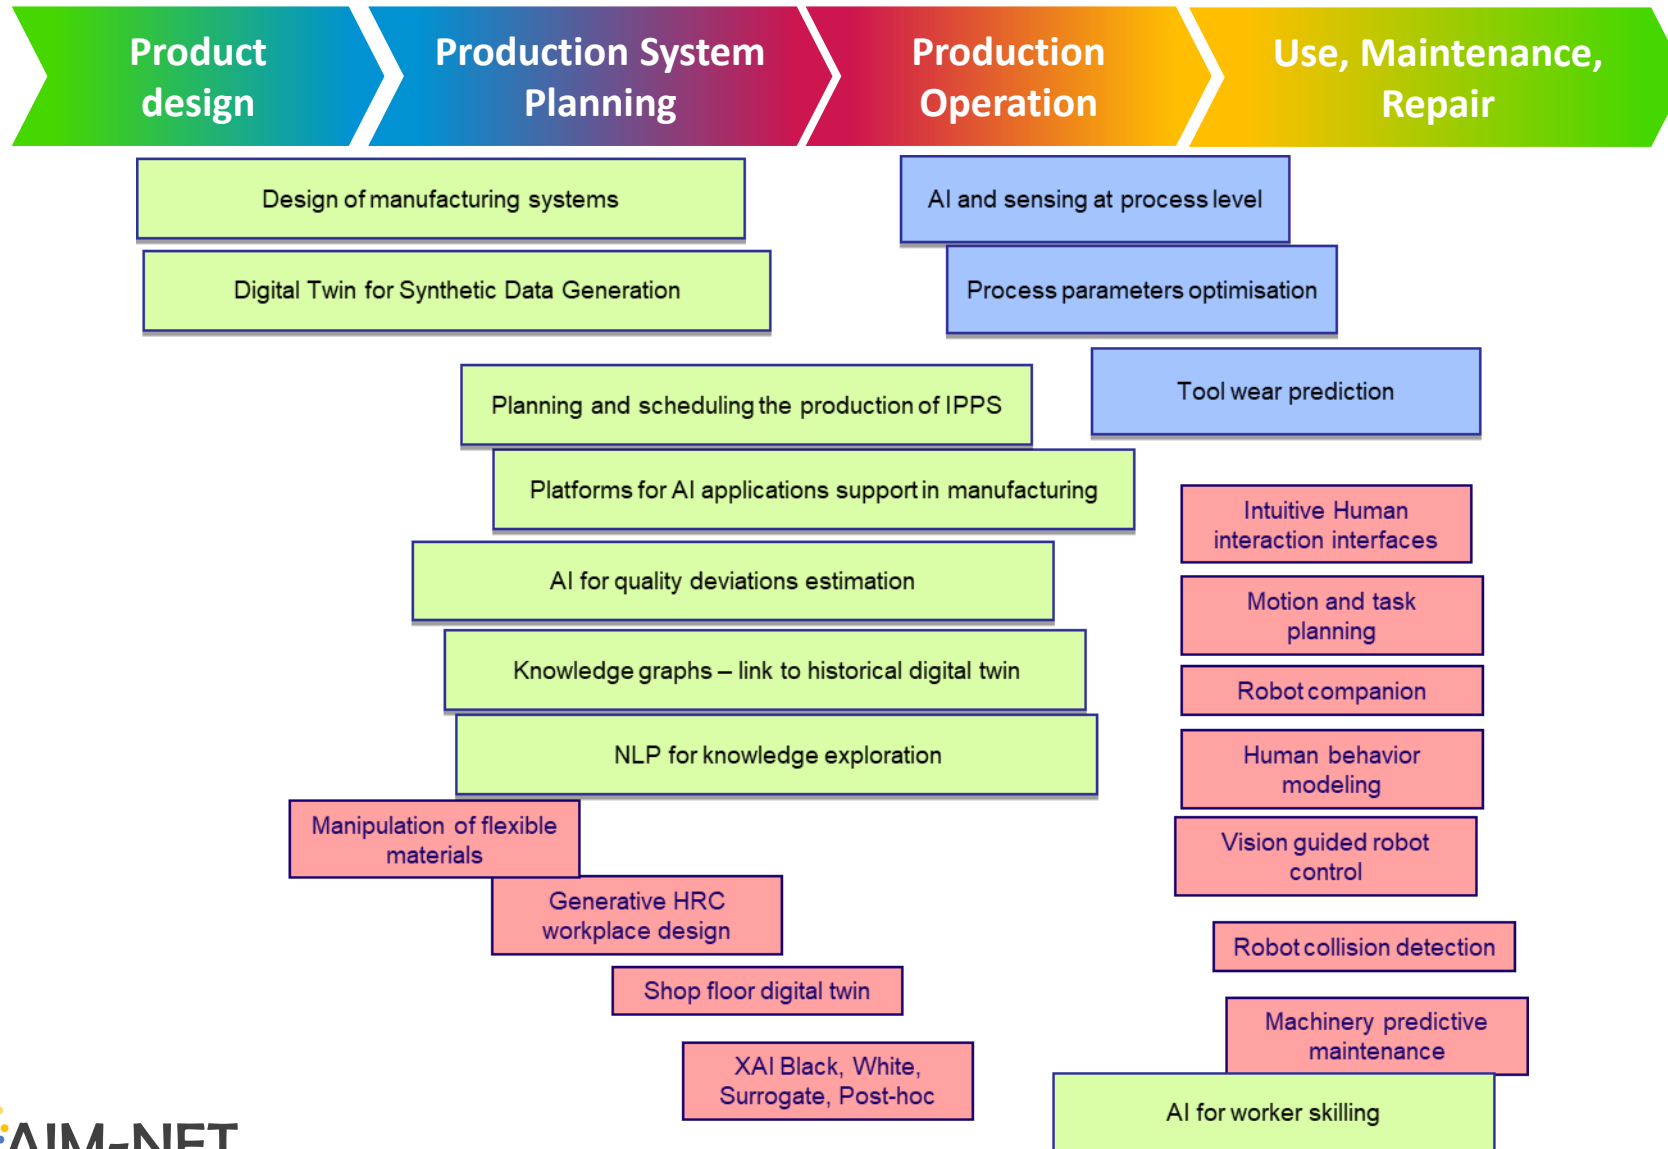 Product
design
Production System
Planning
Production
Operation
Use, Maintenance,
Repair
Design of manufacturing systems
AI and sensing at process level
Digital Twin for Synthetic Data Generation
Process parameters optimisation
Tool wear prediction
Planning and scheduling the production of IPPS
Platforms for AI applications support in manufacturing
Intuitive Human
interaction interfaces
AI for quality deviations estimation
Motion and task
planning
Knowledge graphs – link to historical digital twin
Robot companion
NLP for knowledge exploration
Human behavior
modeling
Manipulation of flexible
materials
Vision guided robot
control
Generative HRC
workplace design
Robot collision detection
Shop floor digital twin
Machinery predictive
maintenance
XAI Black, White,
Surrogate, Post-hoc
AI for worker skilling
AIM-NET